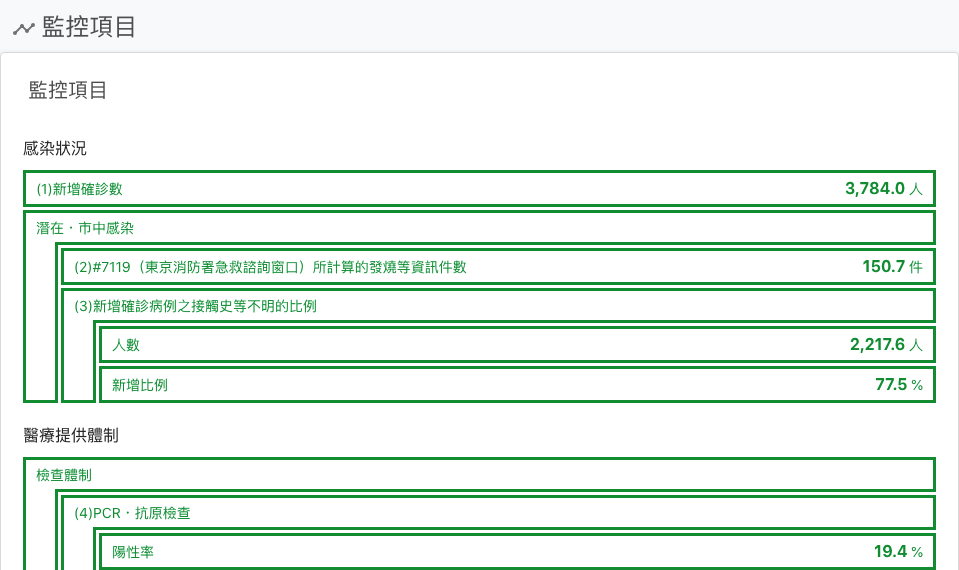 監控項目
監控項目
感染狀況
(1)新增確診數 3,784.0 人
潛在・市中感染
(2)#7119（東京消防署急救諮詢窗口）所計算的發燒等資訊件數 150.7 件
(3)新增確診病例之接觸史等不明的比例
人數 2,217.6 人
新增比例 77.5 %
醫療提供體制
檢查體制
(4)PCR・抗原檢查
陽性率 19.4 %